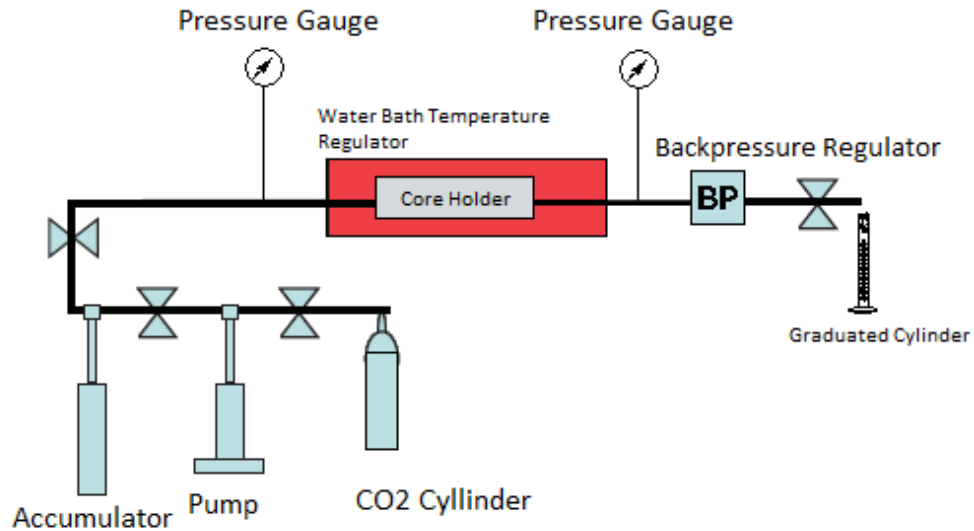 Pressure Gauge
Pressure Gauge
Water Bath Temperature
Regulator
Backpressure Regulator
Core Holder
BP
Graduated Cylinder
Accumulator
Pump
CO2 Cyllinder